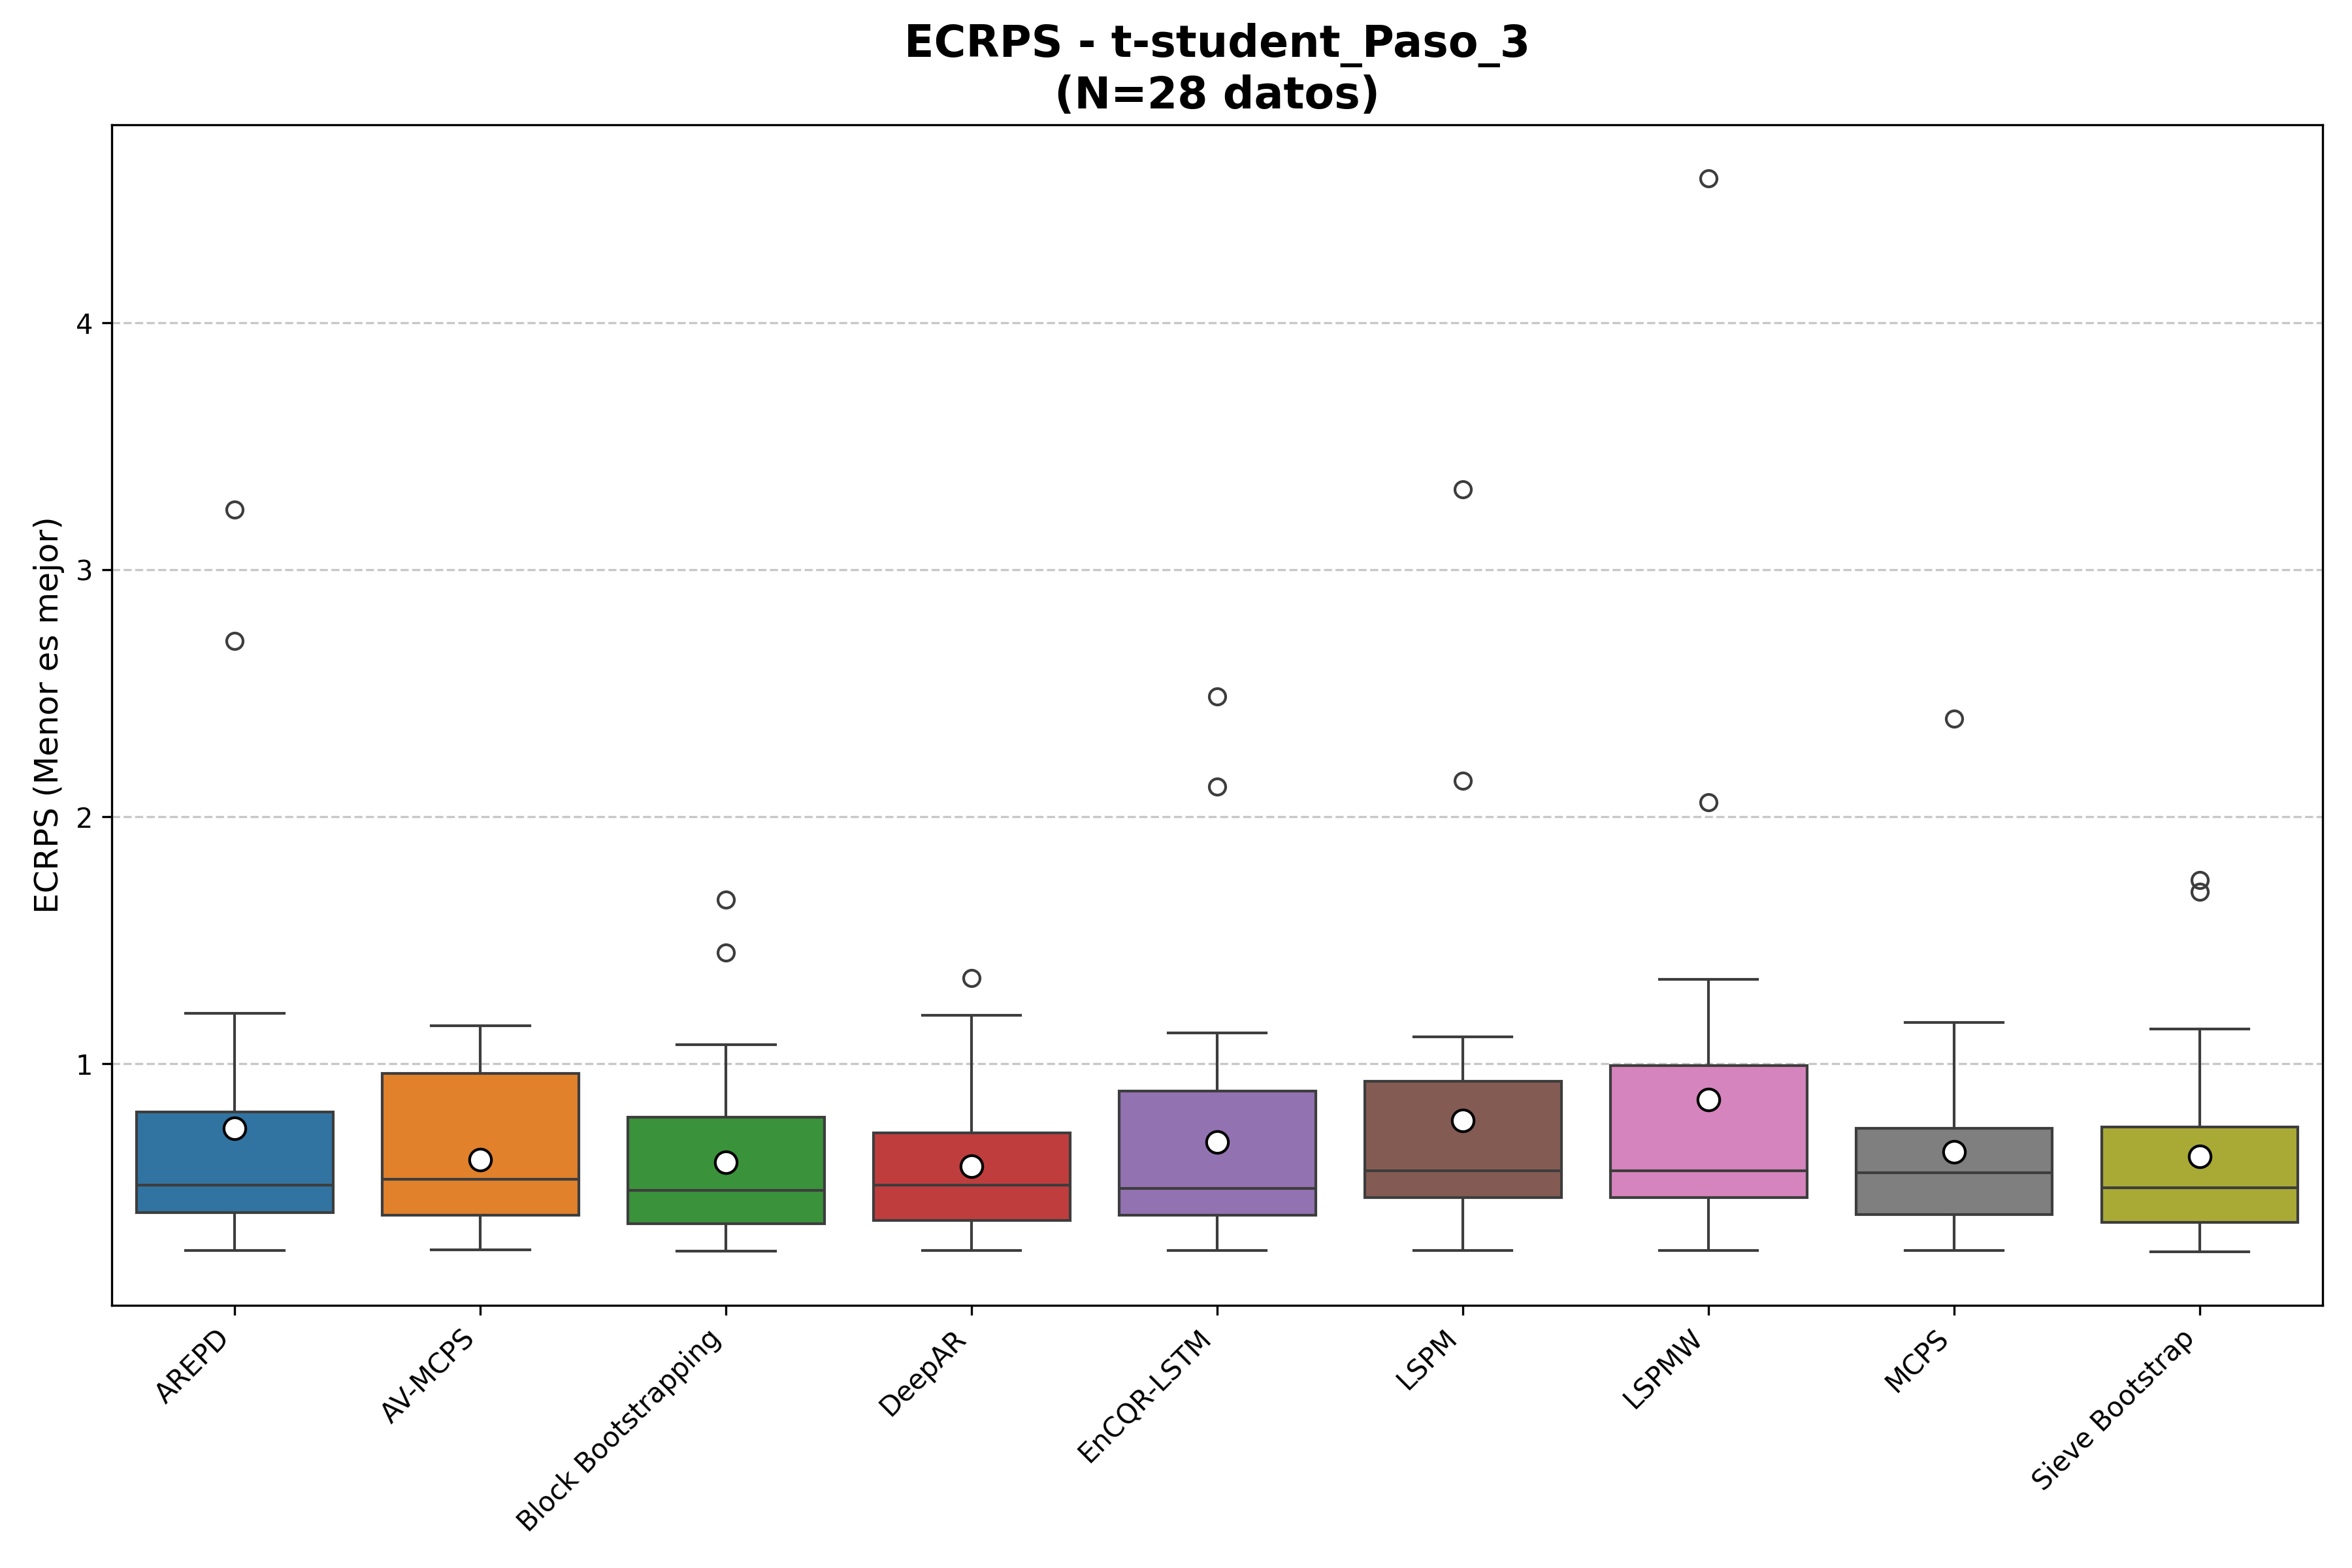 ECRPS - t-student_Paso_3
(N=28 datos)
ECRPS (Menor es mejor)
4
3
2
1
AREPD
AV-MCPS
Block Bootstrapping
DeepAR
EnCQR-LSTM
LSPM
LSPMW
MCPS
Sieve Bootstrap